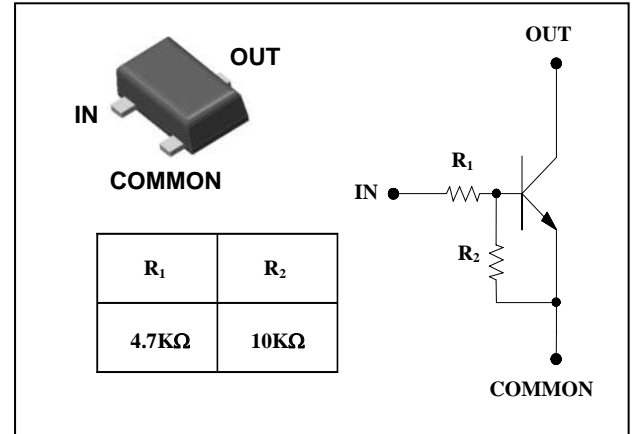 OUT
IN
COMMON
OUT
R₁
IN
R₂
COMMON
R₁ R₂
4.7KΩ 10KΩ